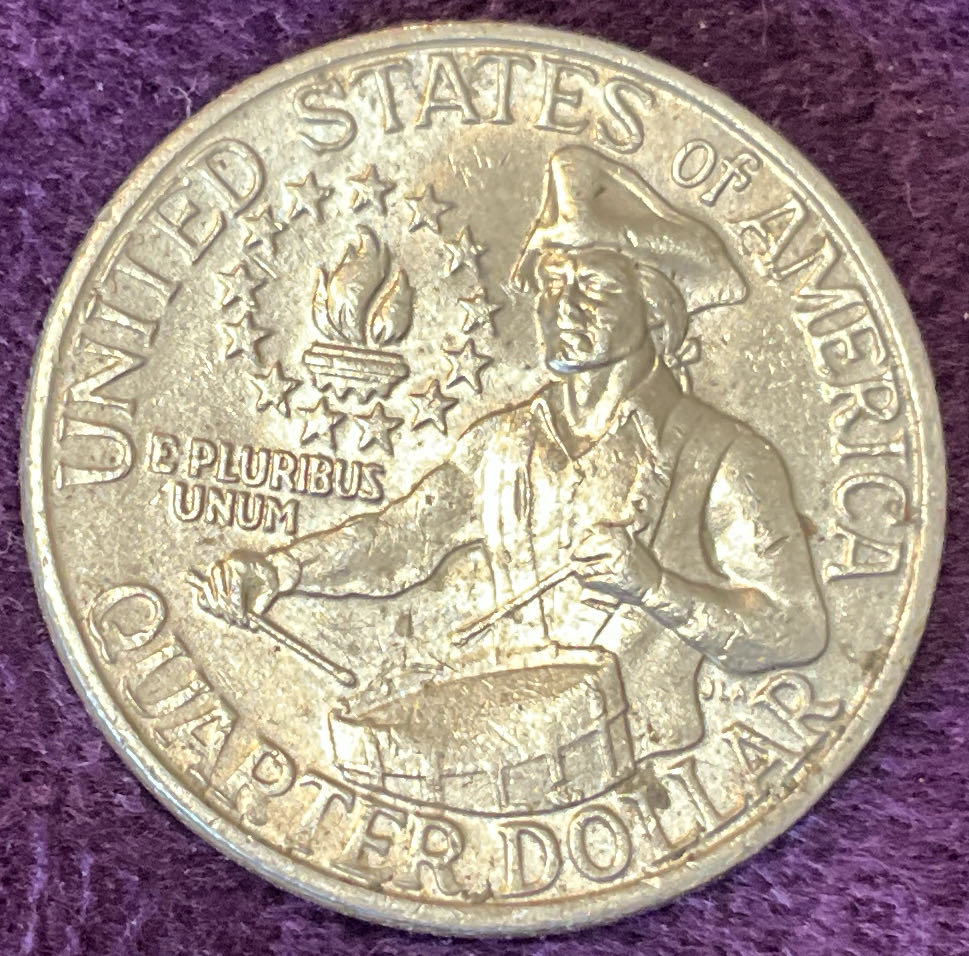 UNITED STATES of AMERICA
E PLURIBUS
UNUM
QUARTER DOLLAR